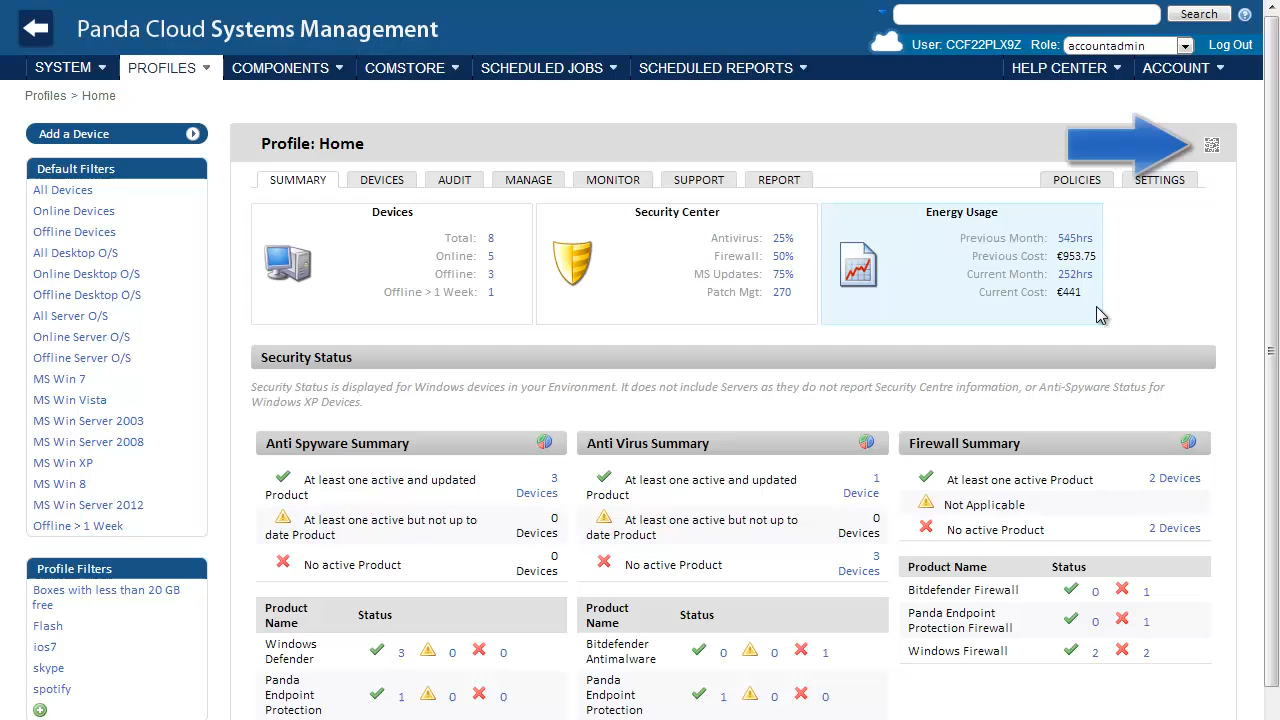 Panda Cloud Systems Management
Search
User: CCF22PLX9Z Role: accountadmin Log Out
SYSTEM PROFILES COMPONENTS COMSTORE SCHEDULED JOBS SCHEDULED REPORTS HELP CENTER ACCOUNT
Profiles > Home
Add a Device
Default Filters
All Devices
Online Devices
Offline Devices
All Desktop O/S
Online Desktop O/S
Offline Desktop O/S
All Server O/S
Online Server O/S
Offline Server O/S
MS Win 7
MS Win Vista
MS Win Server 2003
MS Win Server 2008
MS Win XP
MS Win 8
MS Win Server 2012
Offline > 1 Week
Profile Filters
Boxes with less than 20 GB
free
Flash
ios7
skype
spotify
Profile: Home
SUMMARY DEVICES AUDIT MANAGE MONITOR SUPPORT REPORT POLICIES SETTINGS
Devices
Total: 8
Online: 5
Offline: 3
Offline > 1 Week: 1
Security Center
Antivirus: 25%
Firewall: 50%
MS Updates: 75%
Patch Mgt: 270
Energy Usage
Previous Month: 545hrs
Previous Cost: €953.75
Current Month: 252hrs
Current Cost: €441
Security Status
Security Status is displayed for Windows devices in your Environment. It does not include Servers as they do not report Security Centre information, or Anti-Spyware Status for
Windows XP Devices.
Anti Spyware Summary
At least one active and updated 3
Product Devices
At least one active but not up to 0
date Product Devices
No active Product 0
Devices
Product Name Status
Windows Defender 3 0 0
Panda Endpoint Protection 1 0 0
Anti Virus Summary
At least one active and updated 1
Product Device
At least one active but not up to 0
date Product Devices
No active Product 3
Devices
Product Name Status
Bitdefender Antimalware 0 0 1
Panda Endpoint Protection 1 0 0
Firewall Summary
At least one active Product 2 Devices
Not Applicable
No active Product 2 Devices
Product Name Status
Bitdefender Firewall 0 1
Panda Endpoint Protection Firewall 0 1
Windows Firewall 2 2